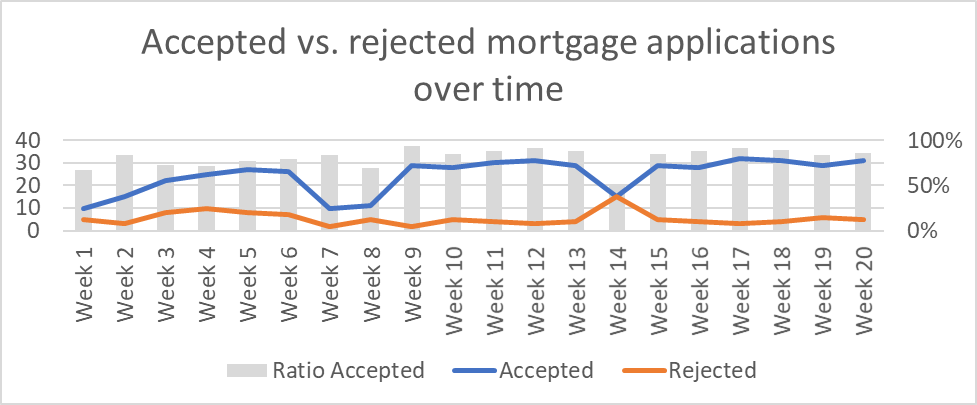 Accepted vs. rejected mortgage applications
over time
40
30
20
10
0
100%
50%
0%
Week 1
Week 2
Week 3
Week 4
Week 5
Week 6
Week 7
Week 8
Week 9
Week 10
Week 11
Week 12
Week 13
Week 14
Week 15
Week 16
Week 17
Week 18
Week 19
Week 20
Ratio Accepted
Accepted
Rejected